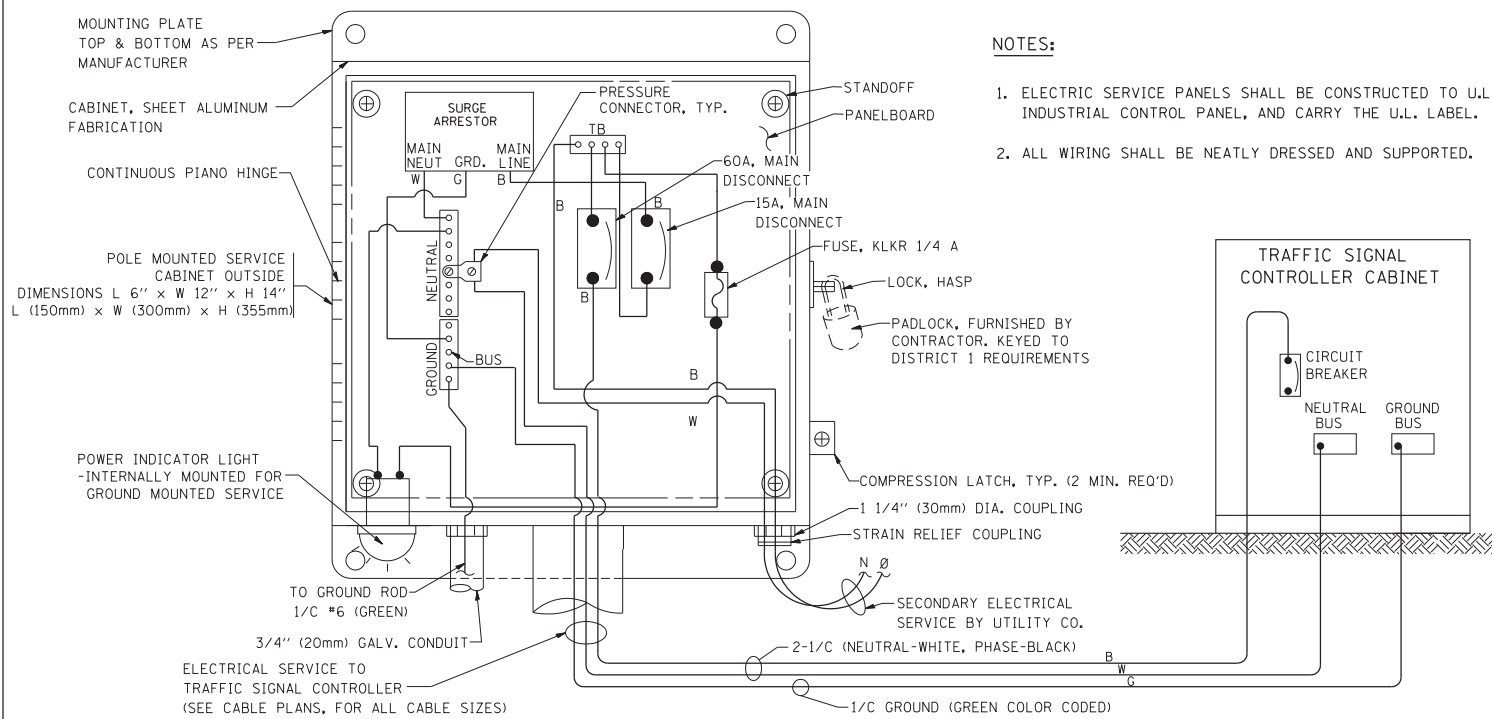 MOUNTING PLATE
TOP & BOTTOM AS PER
MANUFACTURER
CABINET, SHEET ALUMINUM
FABRICATION
CONTINUOUS PIANO HINGE
POLE MOUNTED SERVICE
CABINET OUTSIDE
DIMENSIONS L 6'' x W 12'' x H 14''
L (150mm) x W (300mm) x H (355mm)
POWER INDICATOR LIGHT
-INTERNALLY MOUNTED FOR
GROUND MOUNTED SERVICE
SURGE
ARRESTOR
MAIN
NEUT
GRD.
MAIN
LINE
W
G
B
PRESSURE
CONNECTOR, TYP.
TB
STANDOFF
PANELBOARD
60A, MAIN
DISCONNECT
15A, MAIN
DISCONNECT
B
B
B
FUSE, KLKR 1/4 A
NEUTRAL
GROUND
BUS
LOCK, HASP
PADLOCK, FURNISHED BY
CONTRACTOR. KEYED TO
DISTRICT 1 REQUIREMENTS
B
W
COMPRESSION LATCH, TYP. (2 MIN. REQ'D)
1 1/4'' (30mm) DIA. COUPLING
STRAIN RELIEF COUPLING
N Ø
SECONDARY ELECTRICAL
SERVICE BY UTILITY CO.
TO GROUND ROD
1/C #6 (GREEN)
3/4'' (20mm) GALV. CONDUIT
ELECTRICAL SERVICE TO
TRAFFIC SIGNAL CONTROLLER
(SEE CABLE PLANS, FOR ALL CABLE SIZES)
2-1/C (NEUTRAL-WHITE, PHASE-BLACK)
B
W
G
1/C GROUND (GREEN COLOR CODED)
NOTES:
1. ELECTRIC SERVICE PANELS SHALL BE CONSTRUCTED TO U.L
INDUSTRIAL CONTROL PANEL, AND CARRY THE U.L. LABEL.
2. ALL WIRING SHALL BE NEATLY DRESSED AND SUPPORTED.
TRAFFIC SIGNAL
CONTROLLER CABINET
CIRCUIT
BREAKER
NEUTRAL
BUS
GROUND
BUS